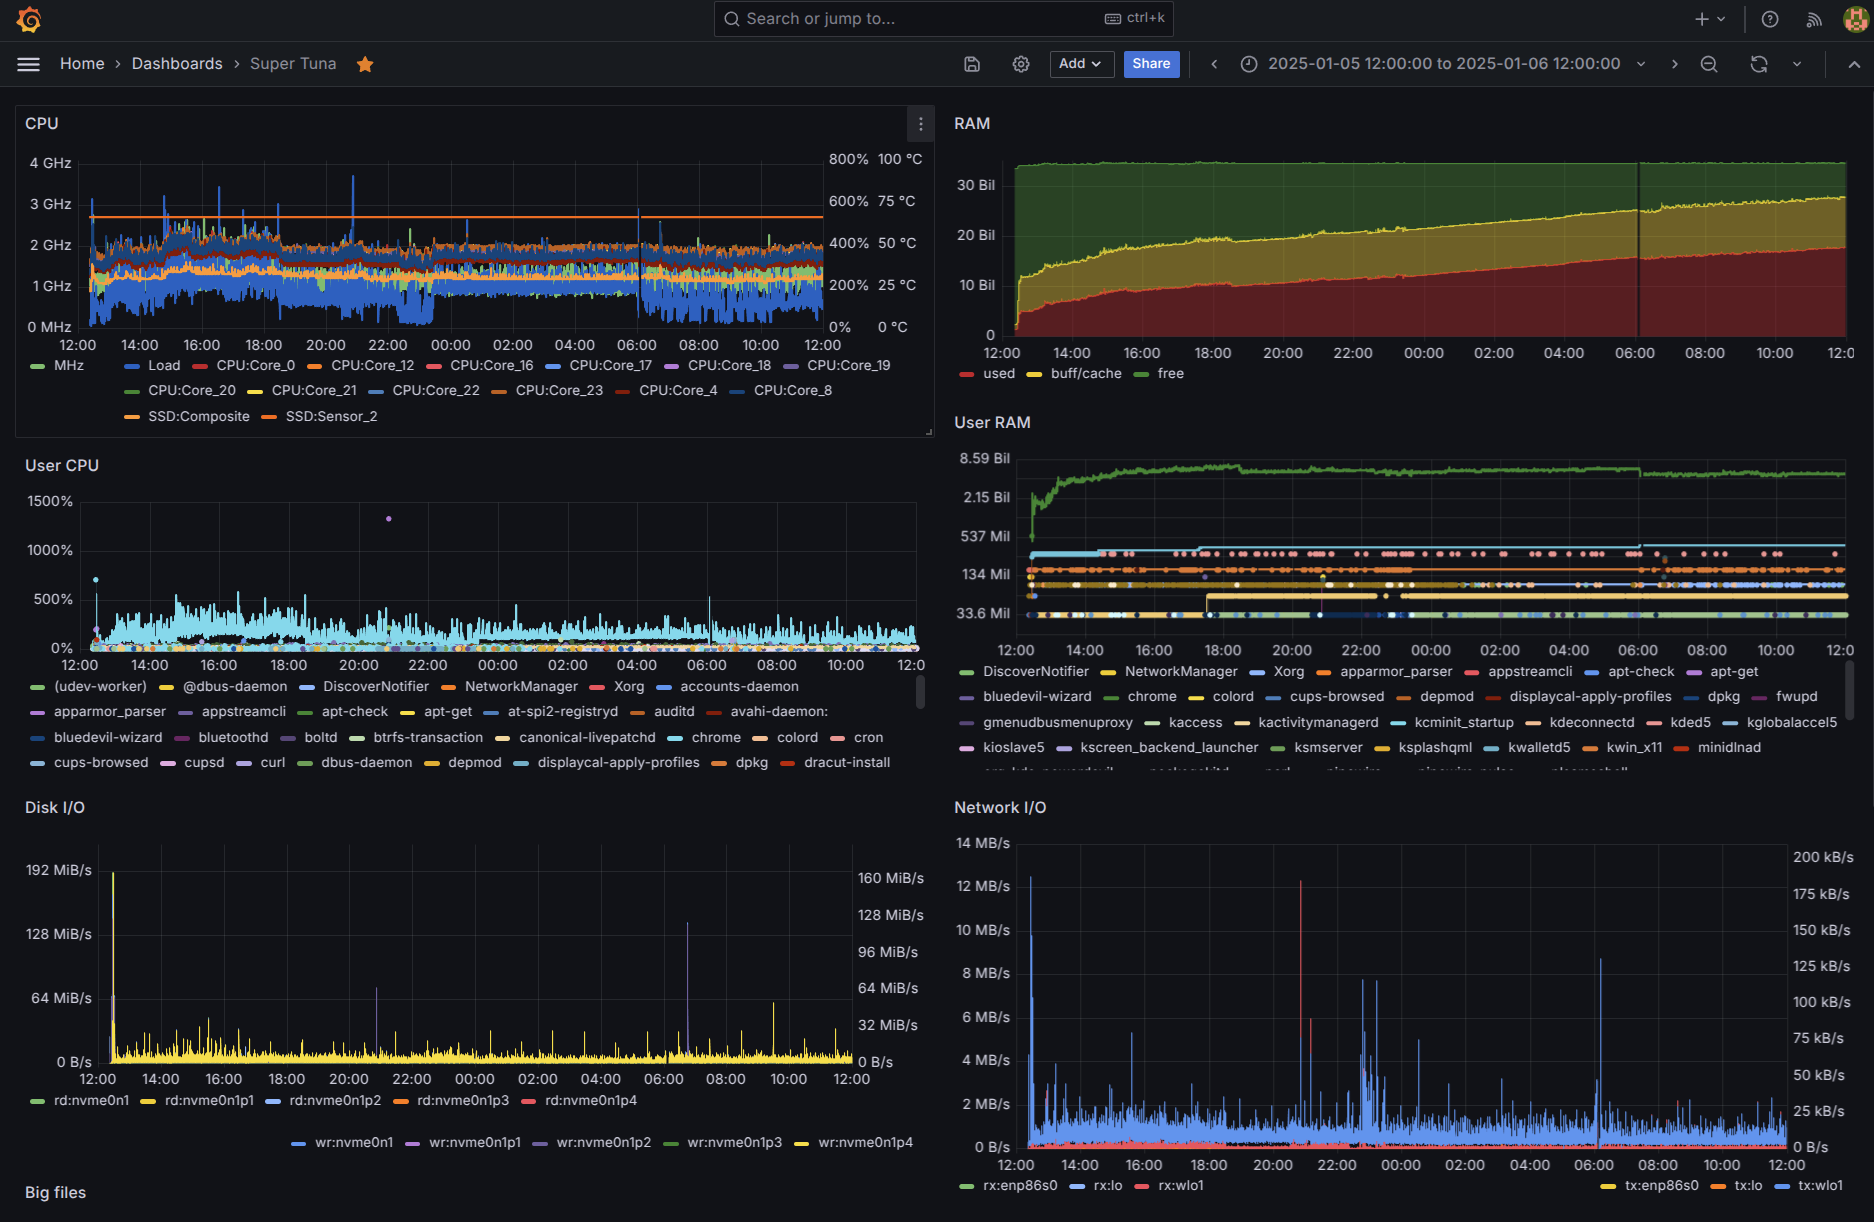 Search or jump to... ctrl+k
Home › Dashboards › Super Tuna Add Share 2025-01-05 12:00:00 to 2025-01-06 12:00:00
CPU
4 GHz 800% 100 °C
3 GHz 600% 75 °C
2 GHz 400% 50 °C
1 GHz 200% 25 °C
0 MHz 0% 0 °C
12:00 14:00 16:00 18:00 20:00 22:00 00:00 02:00 04:00 06:00 08:00 10:00 12:00
MHz Load CPU:Core_0 CPU:Core_12 CPU:Core_16 CPU:Core_17 CPU:Core_18 CPU:Core_19
CPU:Core_20 CPU:Core_21 CPU:Core_22 CPU:Core_23 CPU:Core_4 CPU:Core_8
SSD:Composite SSD:Sensor_2
RAM
30 Bil
20 Bil
10 Bil
0
12:00 14:00 16:00 18:00 20:00 22:00 00:00 02:00 04:00 06:00 08:00 10:00 12:0
used buff/cache free
User CPU
1500%
1000%
500%
0%
12:00 14:00 16:00 18:00 20:00 22:00 00:00 02:00 04:00 06:00 08:00 10:00 12:0
(udev-worker) @dbus-daemon DiscoverNotifier NetworkManager Xorg accounts-daemon
apparmor_parser appstreamcli apt-check apt-get at-spi2-registryd auditd avahi-daemon:
bluedevil-wizard bluetoothd boltd btrfs-transaction canonical-livepatchd chrome colord cron
cups-browsed cupsd curl dbus-daemon depmod displaycal-apply-profiles dpkg dracut-install
User RAM
8.59 Bil
2.15 Bil
537 Mil
134 Mil
33.6 Mil
12:00 14:00 16:00 18:00 20:00 22:00 00:00 02:00 04:00 06:00 08:00 10:00 12:0
DiscoverNotifier NetworkManager Xorg apparmor_parser appstreamcli apt-check apt-get
bluedevil-wizard chrome colord cups-browsed depmod displaycal-apply-profiles dpkg fwupd
gmenudbusmenuproxy kaccess kactivitymanagerd kcminit_startup kdeconnectd kded5 kglobalaccel5
kioslave5 kscreen_backend_launcher ksmserver ksplashqml kwalletd5 kwin_x11 minidlnad
Disk I/O
192 MiB/s 160 MiB/s
128 MiB/s 128 MiB/s
96 MiB/s
64 MiB/s 64 MiB/s
32 MiB/s
0 B/s 0 B/s
12:00 14:00 16:00 18:00 20:00 22:00 00:00 02:00 04:00 06:00 08:00 10:00 12:00
rd:nvme0n1 rd:nvme0n1p1 rd:nvme0n1p2 rd:nvme0n1p3 rd:nvme0n1p4
wr:nvme0n1 wr:nvme0n1p1 wr:nvme0n1p2 wr:nvme0n1p3 wr:nvme0n1p4
Network I/O
14 MB/s 200 kB/s
12 MB/s 175 kB/s
10 MB/s 150 kB/s
8 MB/s 125 kB/s
6 MB/s 100 kB/s
75 kB/s
4 MB/s 50 kB/s
2 MB/s 25 kB/s
0 B/s 0 B/s
12:00 14:00 16:00 18:00 20:00 22:00 00:00 02:00 04:00 06:00 08:00 10:00 12:00
rx:enp86s0 rx:lo rx:wlo1 tx:enp86s0 tx:lo tx:wlo1
Big files